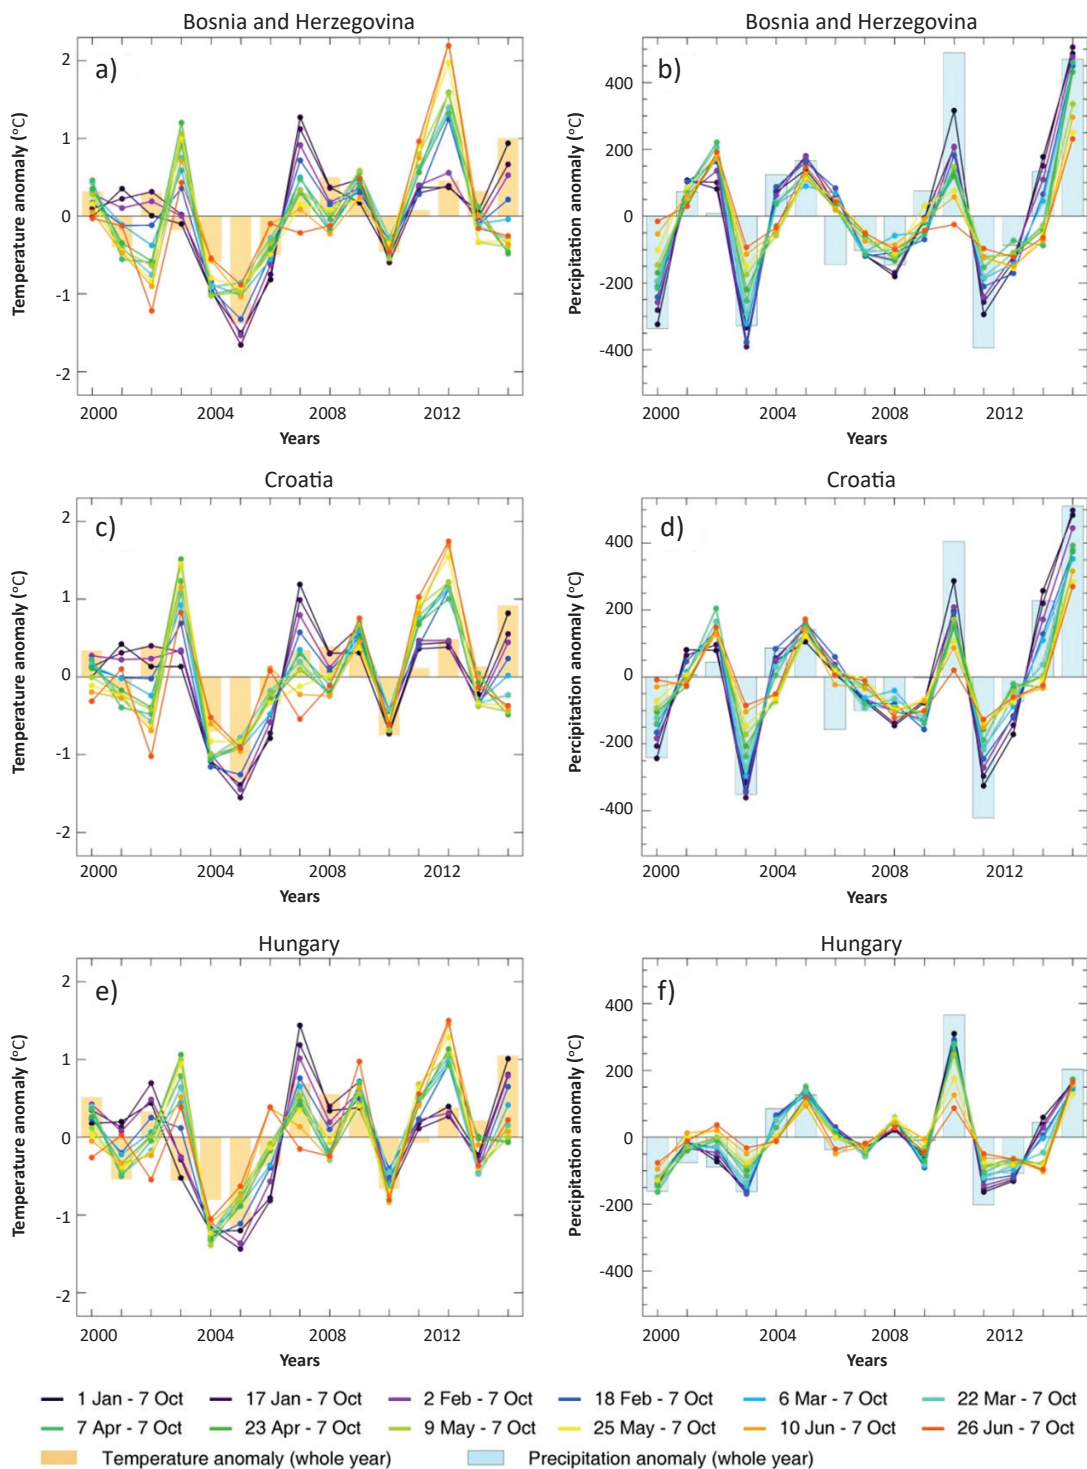 Bosnia and Herzegovina
a)
Temperature anomaly (°C)
2
1
0
-1
-2
2000
2004
2008
2012
Years
Bosnia and Herzegovina
b)
Percipitation anomaly (°C)
400
200
0
-200
-400
2000
2004
2008
2012
Years
Croatia
c)
Temperature anomaly (°C)
2
1
0
-1
-2
2000
2004
2008
2012
Years
Croatia
d)
Percipitation anomaly (°C)
400
200
0
-200
-400
2000
2004
2008
2012
Years
Hungary
e)
Temperature anomaly (°C)
2
1
0
-1
-2
2000
2004
2008
2012
Years
Hungary
f)
Percipitation anomaly (°C)
400
200
0
-200
-400
2000
2004
2008
2012
Years
1 Jan - 7 Oct 17 Jan - 7 Oct 2 Feb - 7 Oct 18 Feb - 7 Oct 6 Mar - 7 Oct 22 Mar - 7 Oct
7 Apr - 7 Oct 23 Apr - 7 Oct 9 May - 7 Oct 25 May - 7 Oct 10 Jun - 7 Oct 26 Jun - 7 Oct
Temperature anomaly (whole year) Precipitation anomaly (whole year)